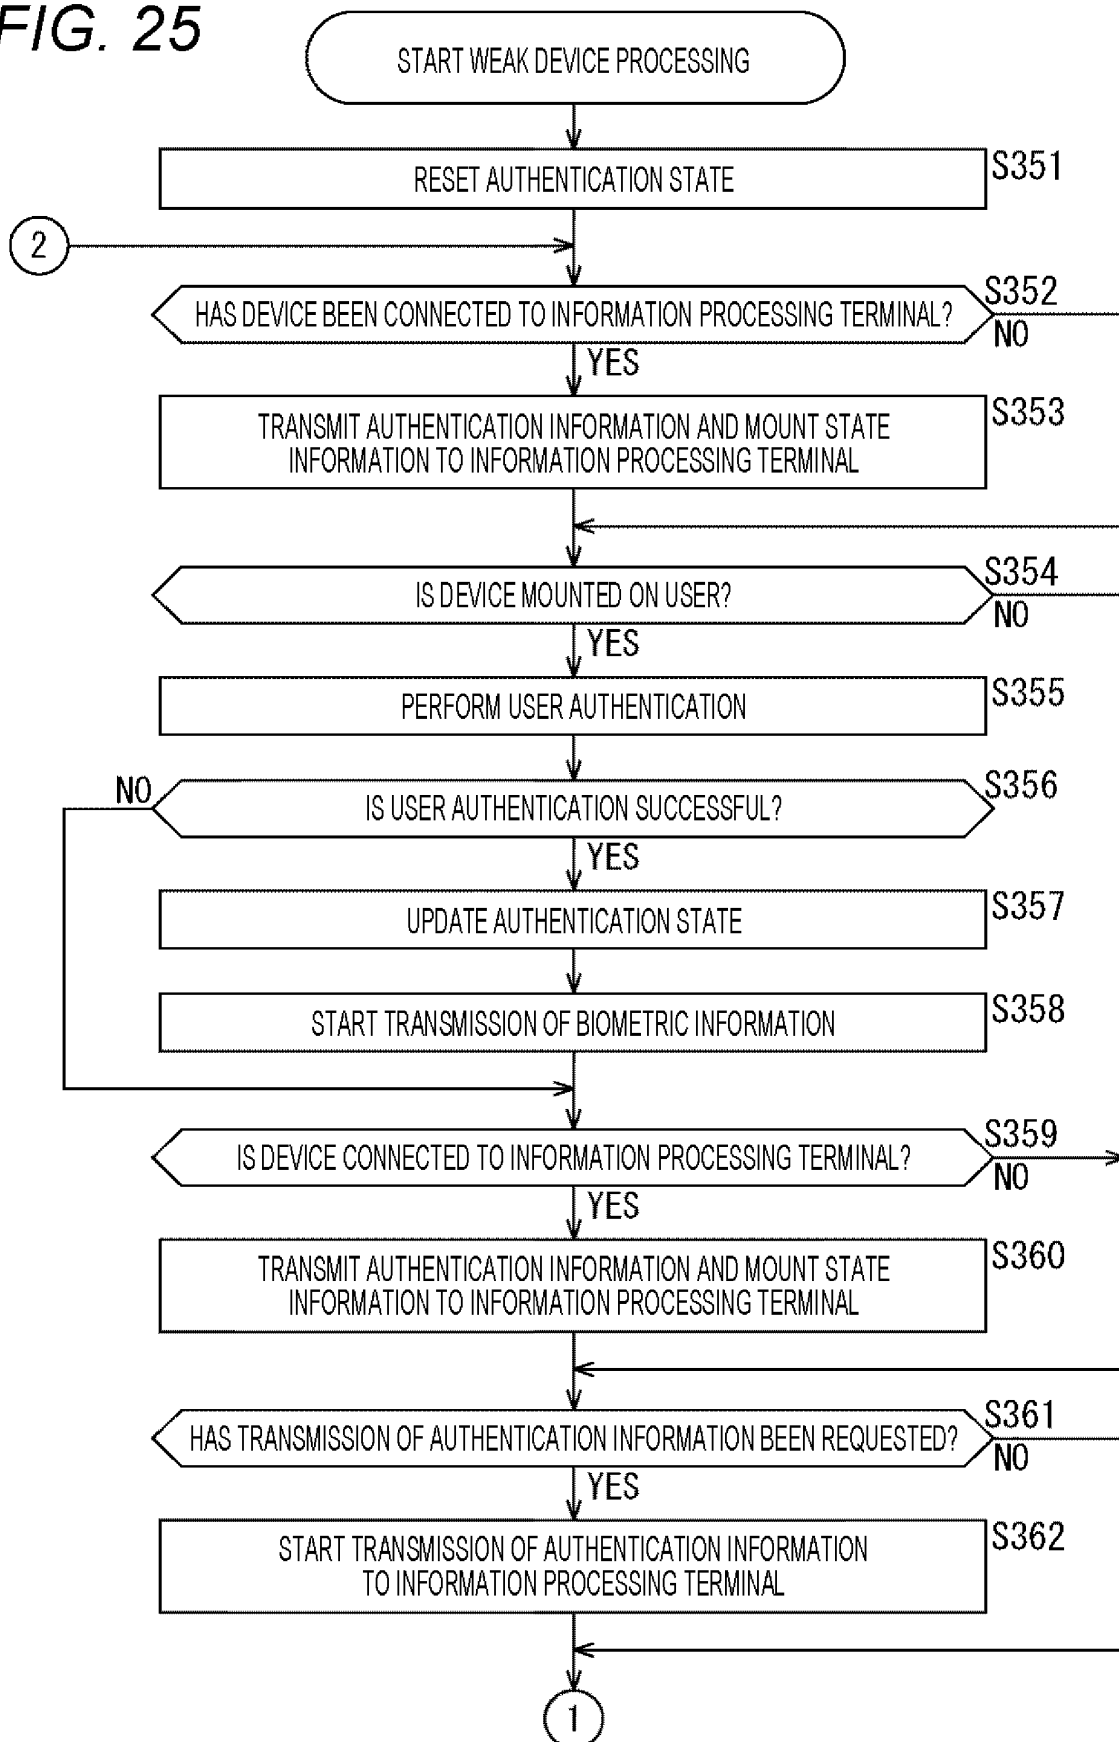 FIG. 25
START WEAK DEVICE PROCESSING
RESET AUTHENTICATION STATE
S351
2
HAS DEVICE BEEN CONNECTED TO INFORMATION PROCESSING TERMINAL?
S352
NO
YES
TRANSMIT AUTHENTICATION INFORMATION AND MOUNT STATE
INFORMATION TO INFORMATION PROCESSING TERMINAL
S353
IS DEVICE MOUNTED ON USER?
S354
NO
YES
PERFORM USER AUTHENTICATION
S355
NO
IS USER AUTHENTICATION SUCCESSFUL?
S356
YES
UPDATE AUTHENTICATION STATE
S357
START TRANSMISSION OF BIOMETRIC INFORMATION
S358
IS DEVICE CONNECTED TO INFORMATION PROCESSING TERMINAL?
S359
NO
YES
TRANSMIT AUTHENTICATION INFORMATION AND MOUNT STATE
INFORMATION TO INFORMATION PROCESSING TERMINAL
S360
HAS TRANSMISSION OF AUTHENTICATION INFORMATION BEEN REQUESTED?
S361
NO
YES
START TRANSMISSION OF AUTHENTICATION INFORMATION
TO INFORMATION PROCESSING TERMINAL
S362
1